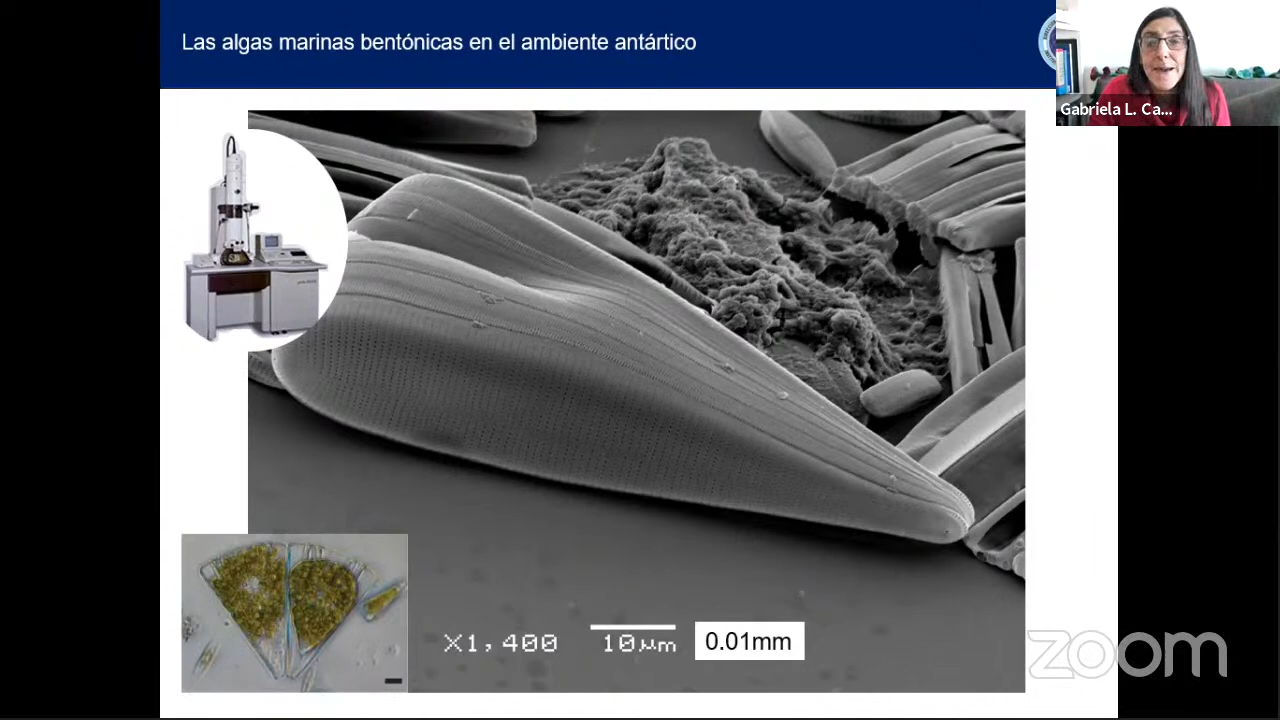 Las algas marinas bentónicas en el ambiente antártico
Gabriela L. Ca...
X1,400
10μm
0.01mm
zoom